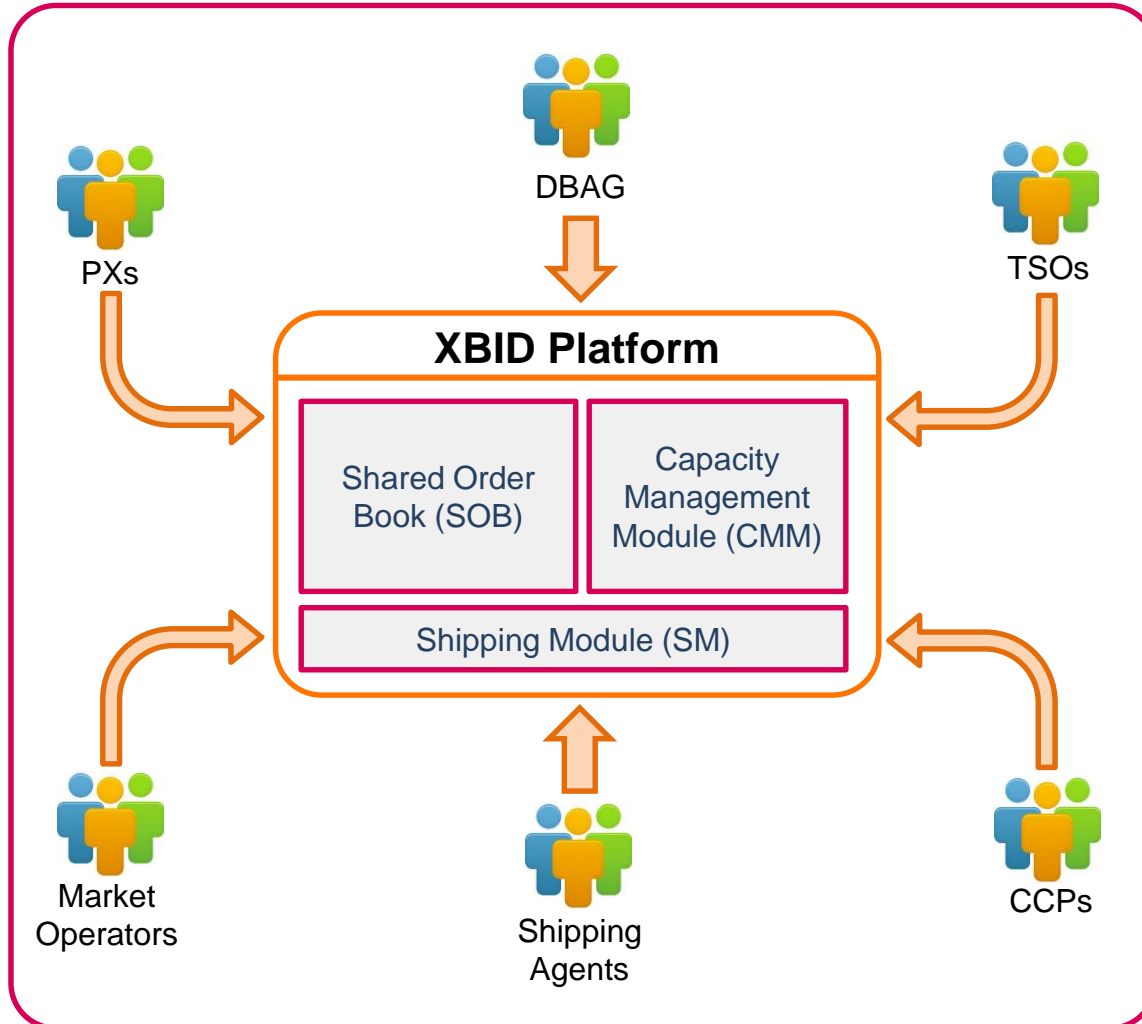 DBAG
PXs
TSOs
XBID Platform
Shared Order
Book (SOB)
Capacity
Management
Module (CMM)
Shipping Module (SM)
Market
Operators
Shipping
Agents
CCPs